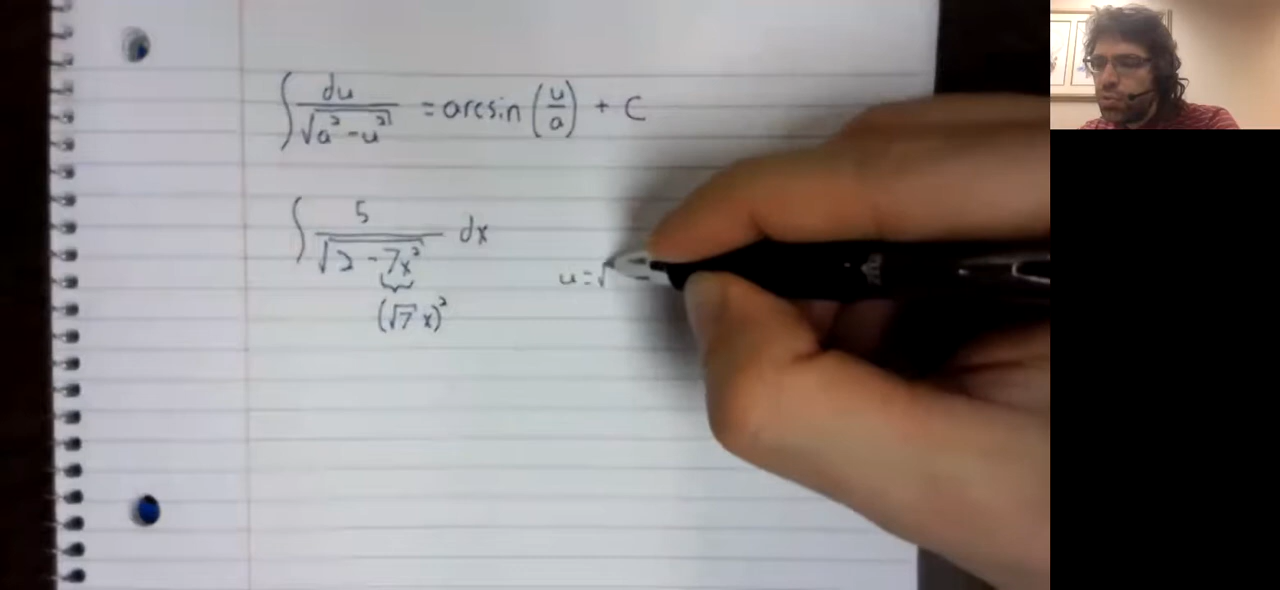 ∫ du / √(a² - u²) = arcsin (u/a) + C
∫ 5 / √(2 - 7x²) dx
u = √
(√7 x)²